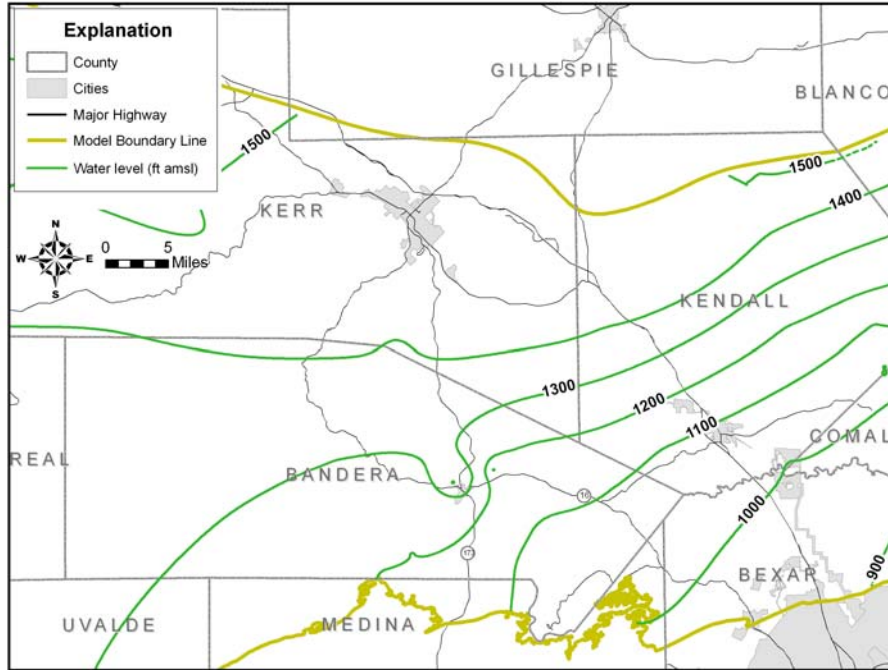 Explanation
County
Cities
Major Highway
Model Boundary Line
Water level (ft amsl)
GILLESPIE
BLANCO
1500
1500
1400
KERR
N
W E
S
0 5
Miles
KENDALL
1300
1200
1100
COMAL
REAL
BANDERA
16
1000
173
900
BEXAR
UVALDE
MEDINA